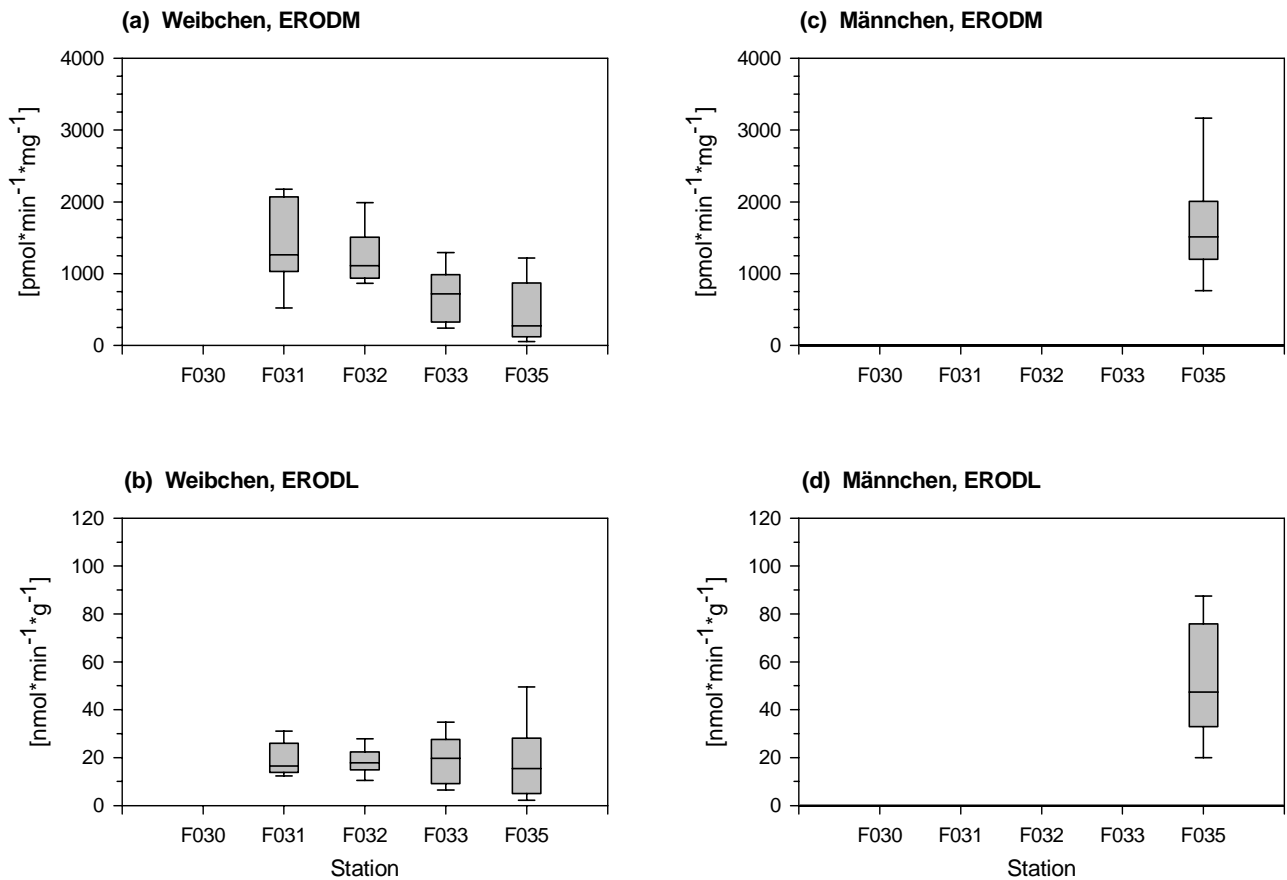 (a) Weibchen, ERODM
4000
3000
2000
1000
0
[pmol*min⁻¹*mg⁻¹]
F030 F031 F032 F033 F035
(c) Männchen, ERODM
4000
3000
2000
1000
0
[pmol*min⁻¹*mg⁻¹]
F030 F031 F032 F033 F035
(b) Weibchen, ERODL
120
100
80
60
40
20
0
[nmol*min⁻¹*g⁻¹]
F030 F031 F032 F033 F035
Station
(d) Männchen, ERODL
120
100
80
60
40
20
0
[nmol*min⁻¹*g⁻¹]
F030 F031 F032 F033 F035
Station